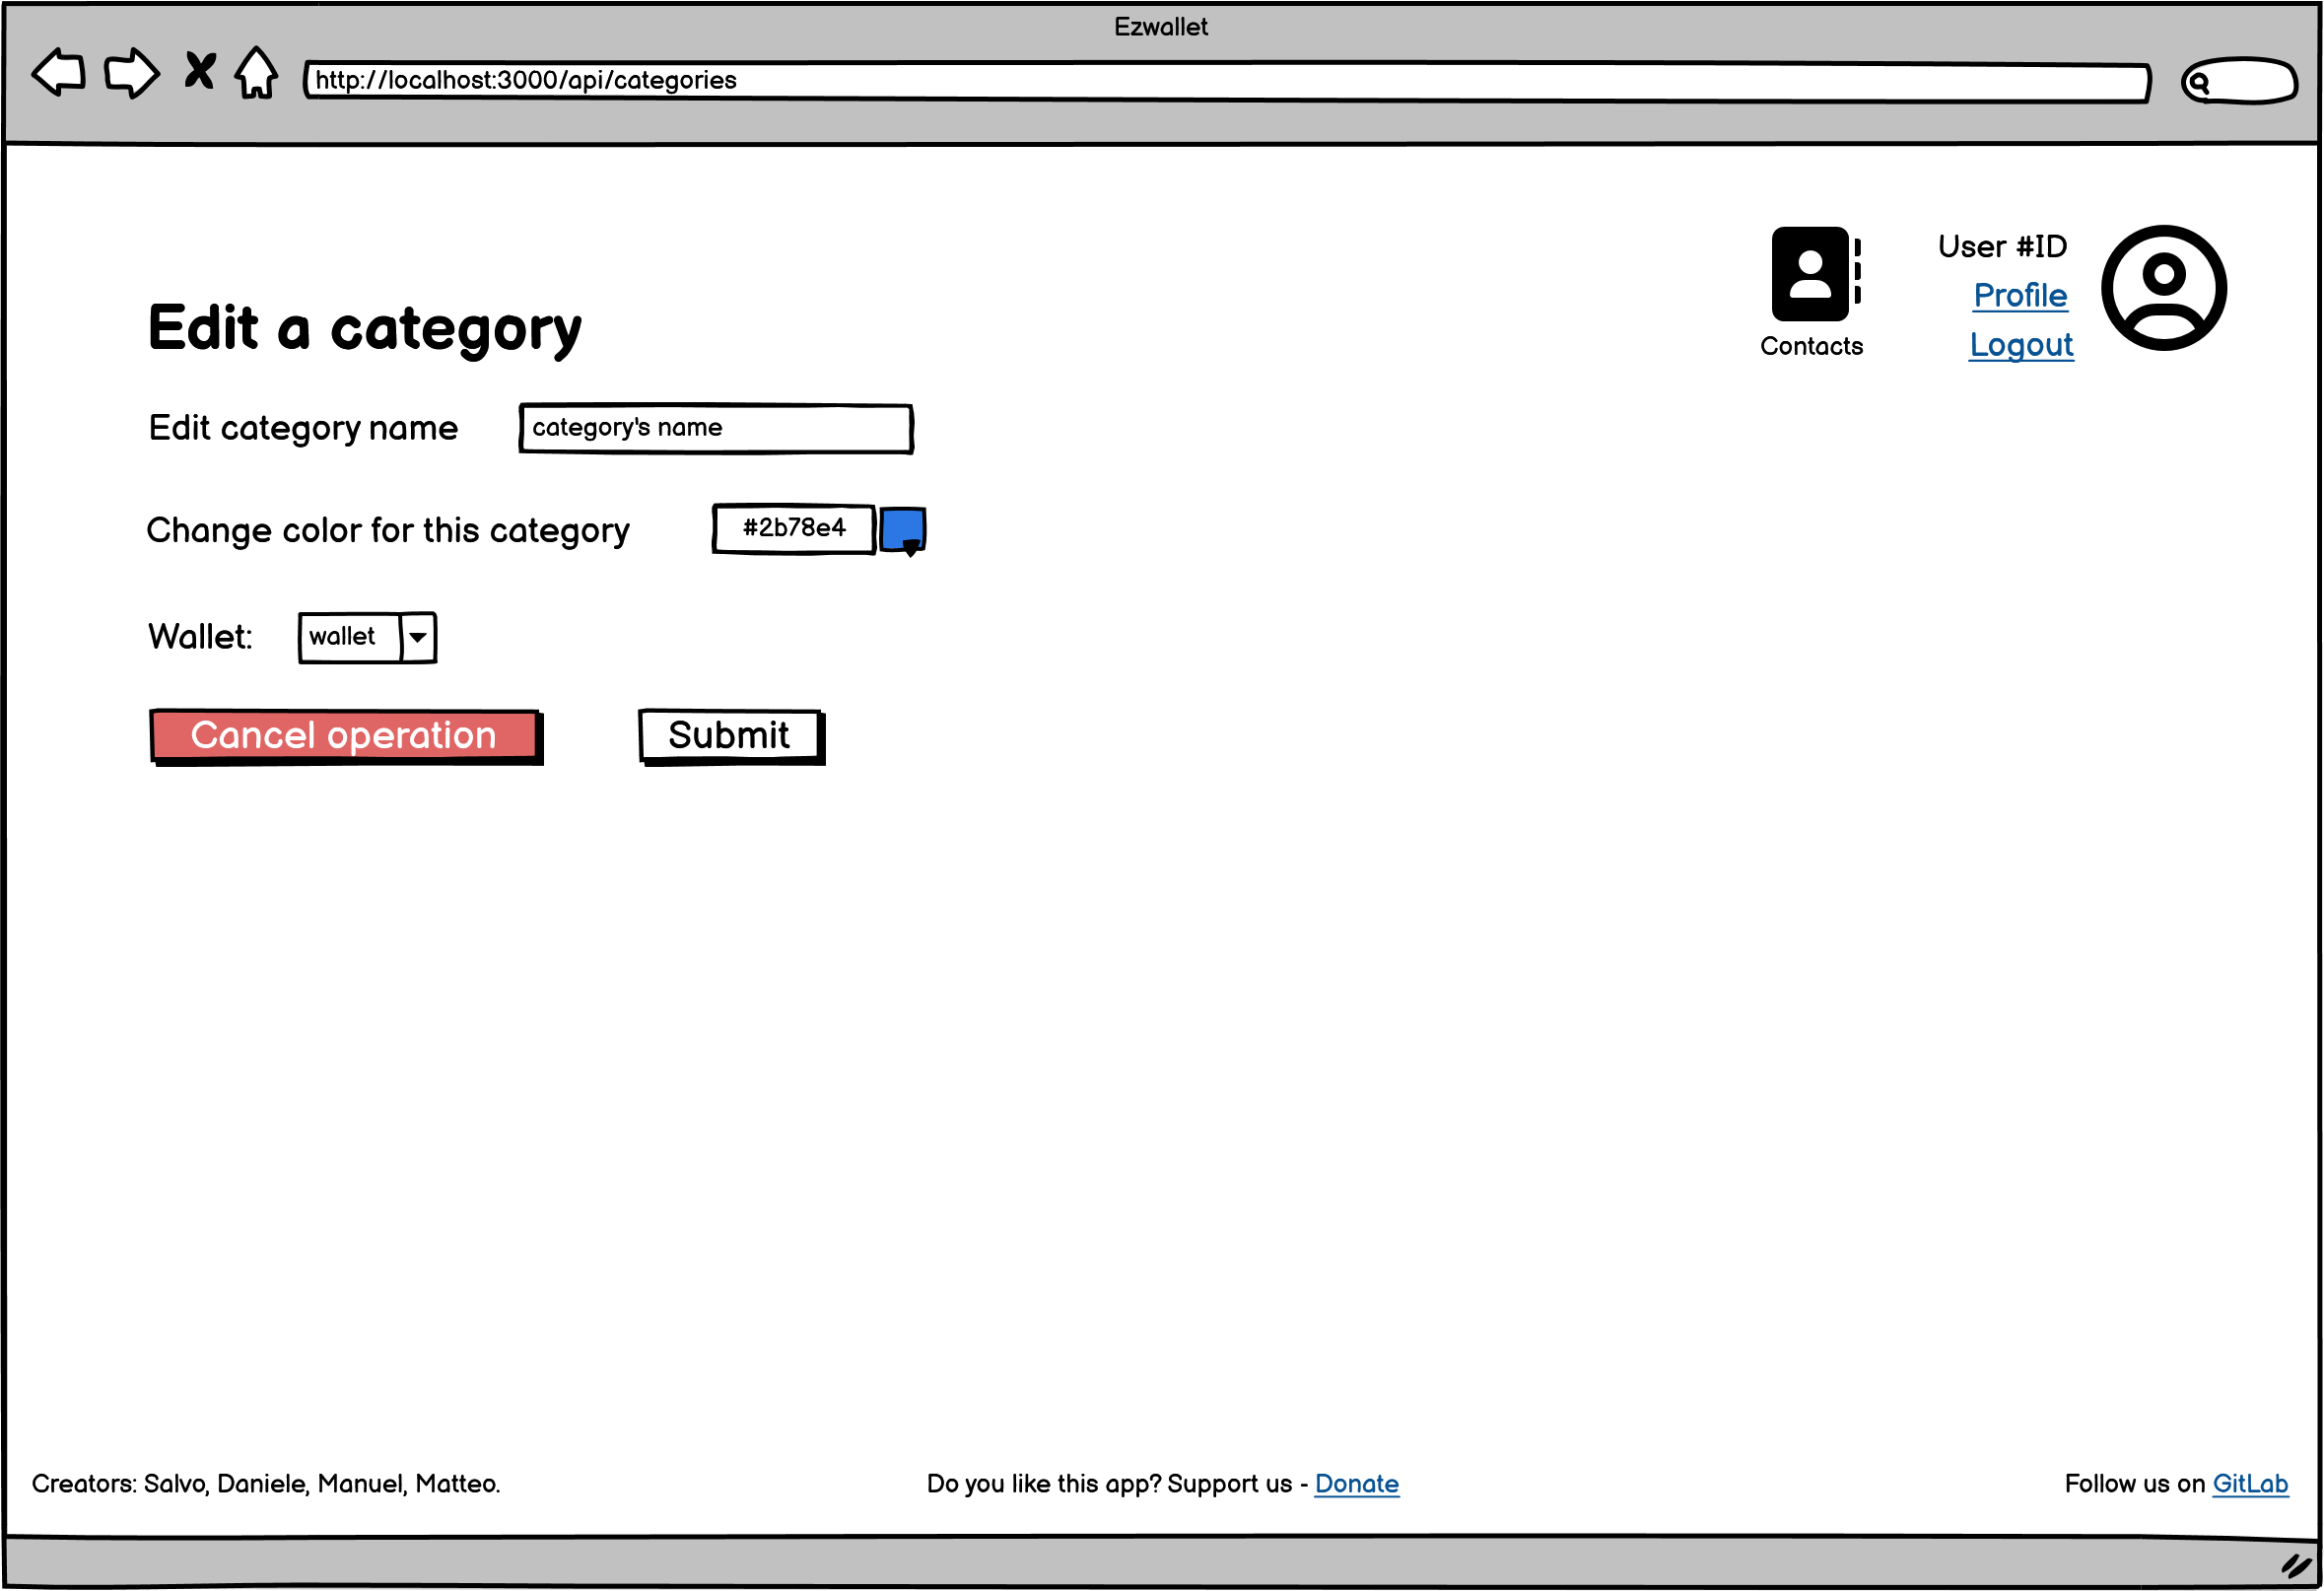 Ezwallet
http://localhost:3000/api/categories
User #ID
Profile
Logout
Contacts
Edit a category
Edit category name category's name
Change color for this category #2b78e4
Wallet: wallet
Cancel operation Submit
Creators: Salvo, Daniele, Manuel, Matteo. Do you like this app? Support us - Donate Follow us on GitLab